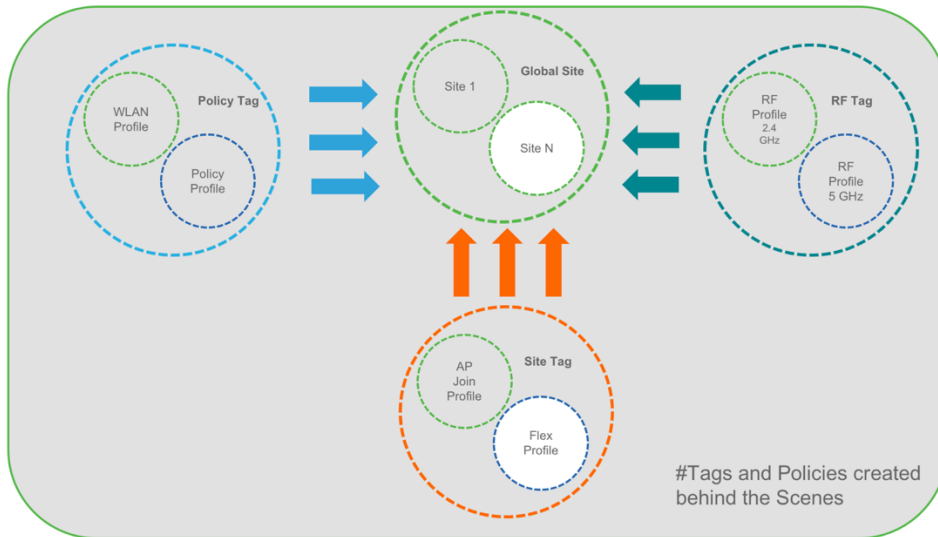 Policy Tag
WLAN
Profile
Policy
Profile
Global Site
Site 1
Site N
RF Tag
RF
Profile
2.4
GHz
RF
Profile
5 GHz
Site Tag
AP
Join
Profile
Flex
Profile
#Tags and Policies created
behind the Scenes